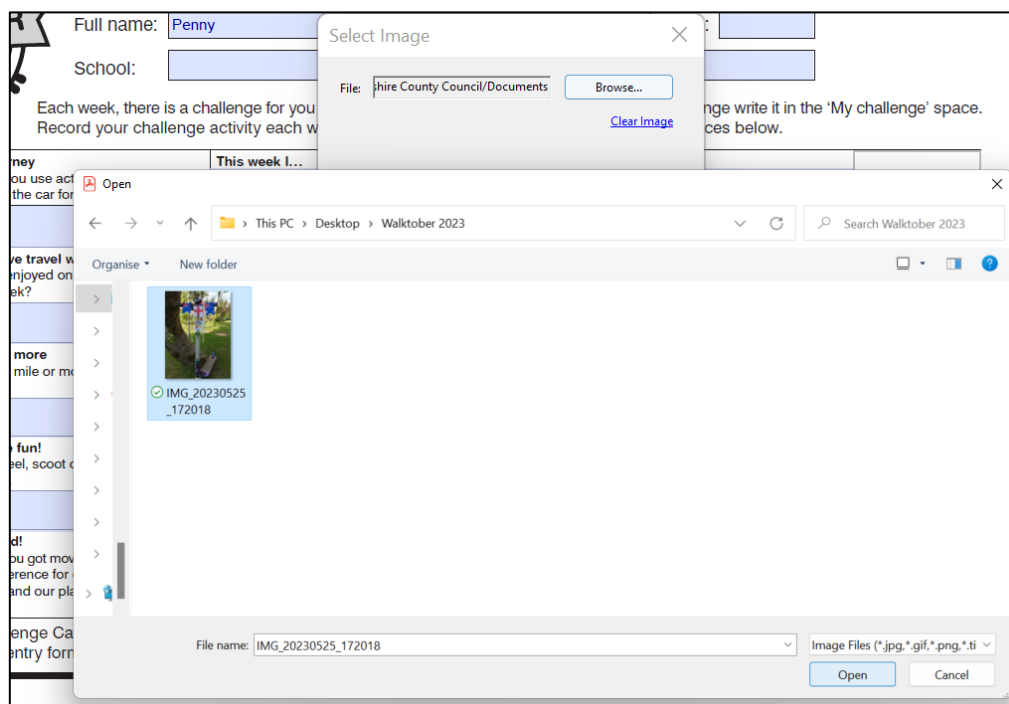 Full name: Penny
School:
Select Image
File: shire County Council/Documents Browse...
Clear Image
Each week, there is a challenge for you
nge write it in the ‘My challenge’ space.
Record your challenge activity each w
ces below.
rney
This week I...
ou use act
the car for
ve travel w
enjoyed on
ek?
more
mile or mo
fun!
eel, scoot o
d!
ou got mov
erence for
and our pla
enge Ca
entry form
Open
This PC > Desktop > Walktober 2023
Search Walktober 2023
Organise
New folder
IMG_20230525
_172018
File name: IMG_20230525_172018
Image Files (*.jpg,*.gif,*.png,*.ti
Open Cancel